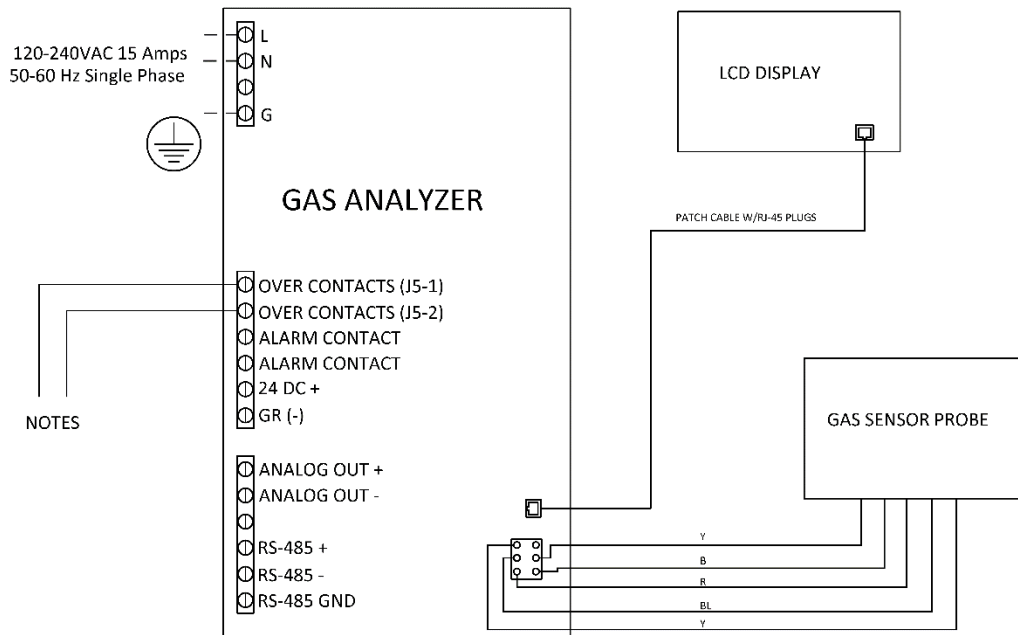 120-240VAC 15 Amps
50-60 Hz Single Phase
L
N
G
GAS ANALYZER
LCD DISPLAY
PATCH CABLE W/RJ-45 PLUGS
OVER CONTACTS (J5-1)
OVER CONTACTS (J5-2)
ALARM CONTACT
ALARM CONTACT
24 DC +
GR (-)
NOTES
GAS SENSOR PROBE
ANALOG OUT +
ANALOG OUT -
RS-485 +
RS-485 -
RS-485 GND
Y
B
R
BL
Y